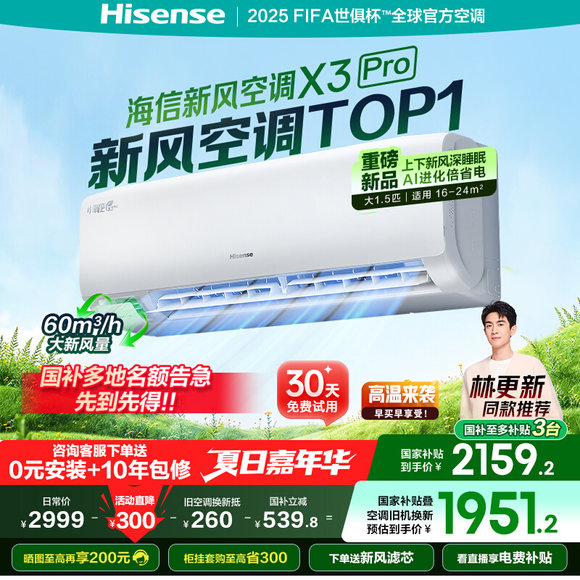 Hisense | 2025 FIFA世俱杯™全球官方空调
海信新风空调X3 Pro
新风空调TOP1
重磅新品 上下新风深睡眠
AI进化倍省电
大1.5匹 | 适用 16-24m²
小黑键
Hisense
60m³/h
大新风量
国补多地名额告急
先到先得!!
30天
免费试用
高温来袭
早买早享受!
林更新
同款推荐
国补至多补贴3台
咨询客服下单送
0元安装+10年包修
夏日嘉年华
国家补贴
到手价 ¥2159.2
日常价
¥2999
活动直降
¥300
旧空调换新抵
¥260
国补立减
¥539.8
国家补贴叠
空调旧机换新
预估到手价 ¥1951.2
晒图至高再享200元
柜挂套购至高省300
下单送新风滤芯
看直播享电费补贴